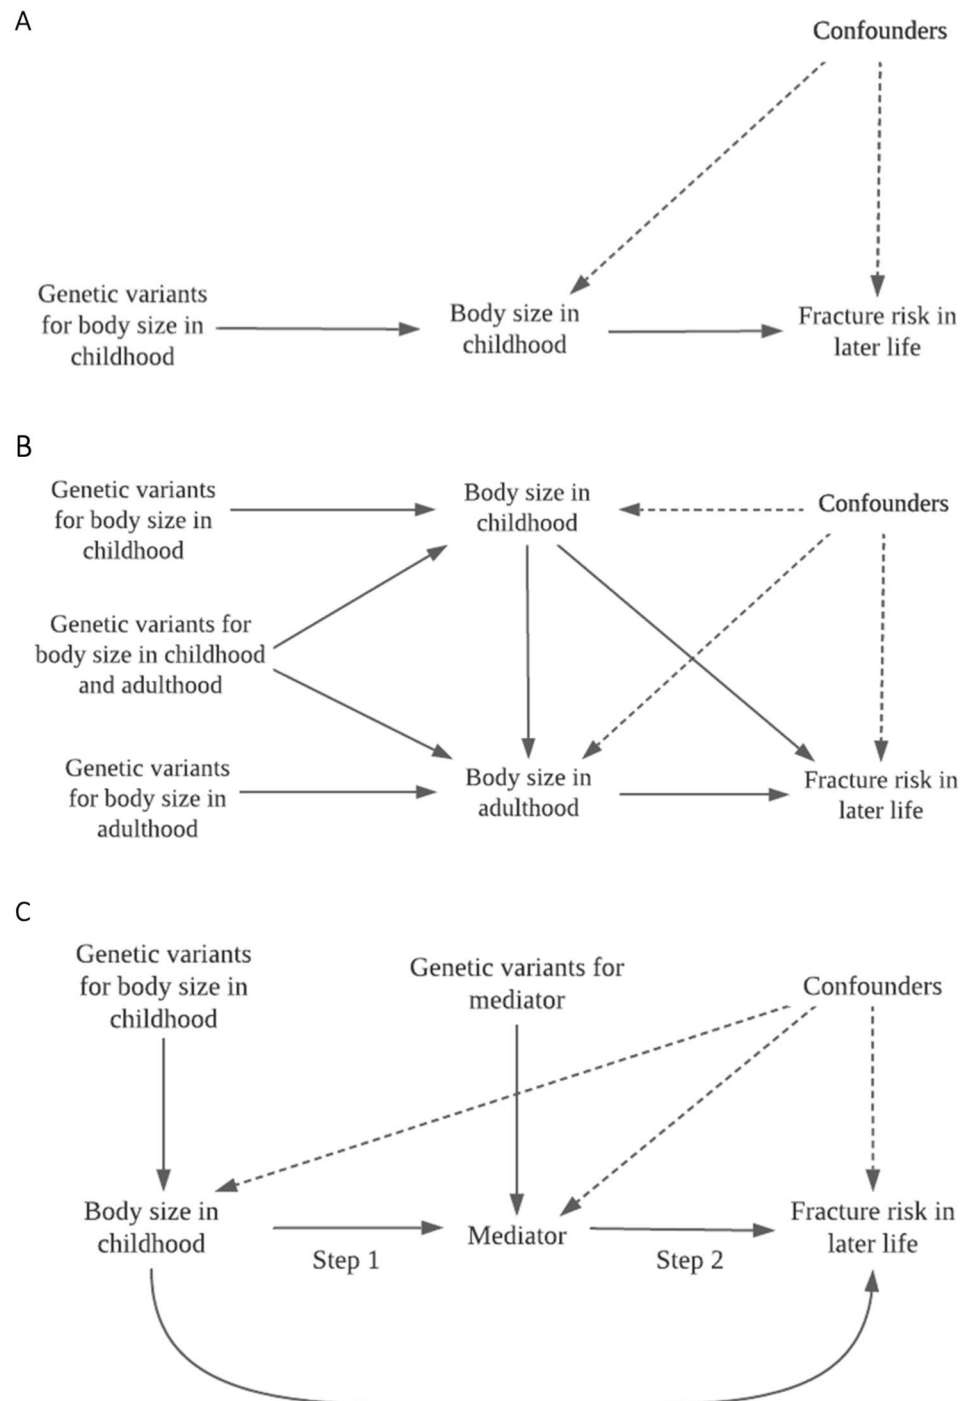 A
Confounders
Genetic variants
for body size in
childhood
Body size in
childhood
Fracture risk in
later life
B
Genetic variants
for body size in
childhood
Body size in
childhood
Confounders
Genetic variants for
body size in childhood
and adulthood
Genetic variants
for body size in
adulthood
Body size in
adulthood
Fracture risk in
later life
C
Genetic variants
for body size in
childhood
Genetic variants for
mediator
Confounders
Body size in
childhood
Step 1
Mediator
Step 2
Fracture risk in
later life